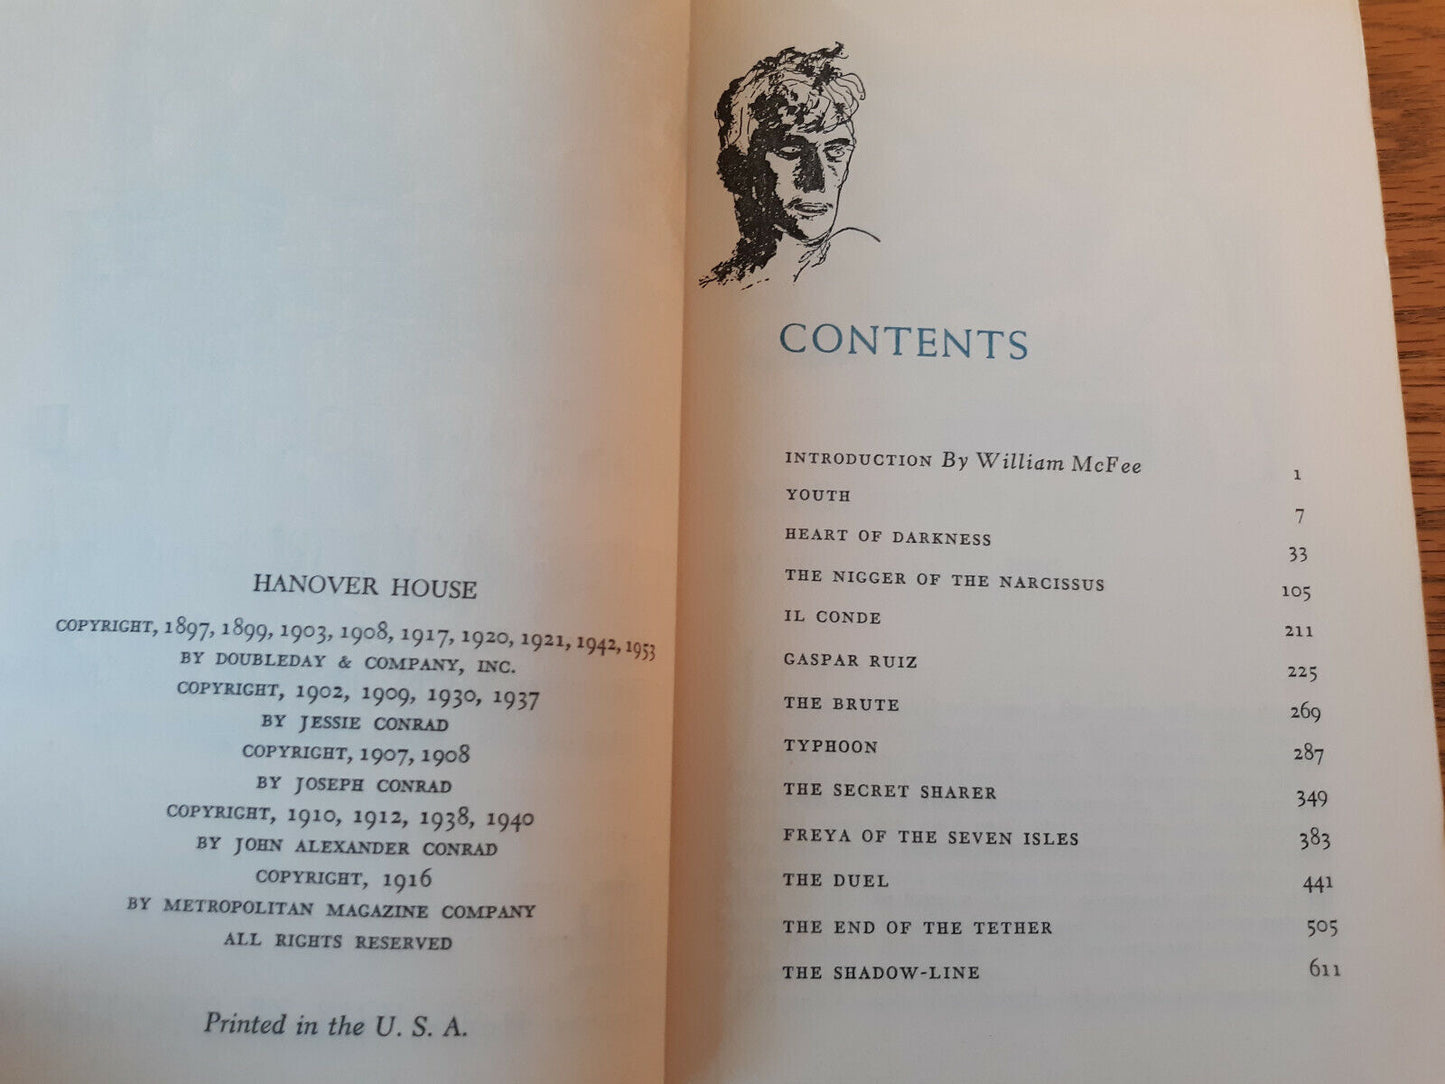 HANOVER HOUSE
COPYRIGHT, 1897, 1899, 1903, 1908, 1917, 1920, 1921, 1942, 1953
BY DOUBLEDAY & COMPANY, INC.
COPYRIGHT, 1902, 1909, 1930, 1937
BY JESSIE CONRAD
COPYRIGHT, 1907, 1908
BY JOSEPH CONRAD
COPYRIGHT, 1910, 1912, 1938, 1940
BY JOHN ALEXANDER CONRAD
COPYRIGHT, 1916
BY METROPOLITAN MAGAZINE COMPANY
ALL RIGHTS RESERVED
Printed in the U. S. A.
CONTENTS
INTRODUCTION By William McFee 1
YOUTH 7
HEART OF DARKNESS 33
THE NIGGER OF THE NARCISSUS 105
IL CONDE 211
GASPAR RUIZ 225
THE BRUTE 269
TYPHOON 287
THE SECRET SHARER 349
FREYA OF THE SEVEN ISLES 383
THE DUEL 441
THE END OF THE TETHER 505
THE SHADOW-LINE 611